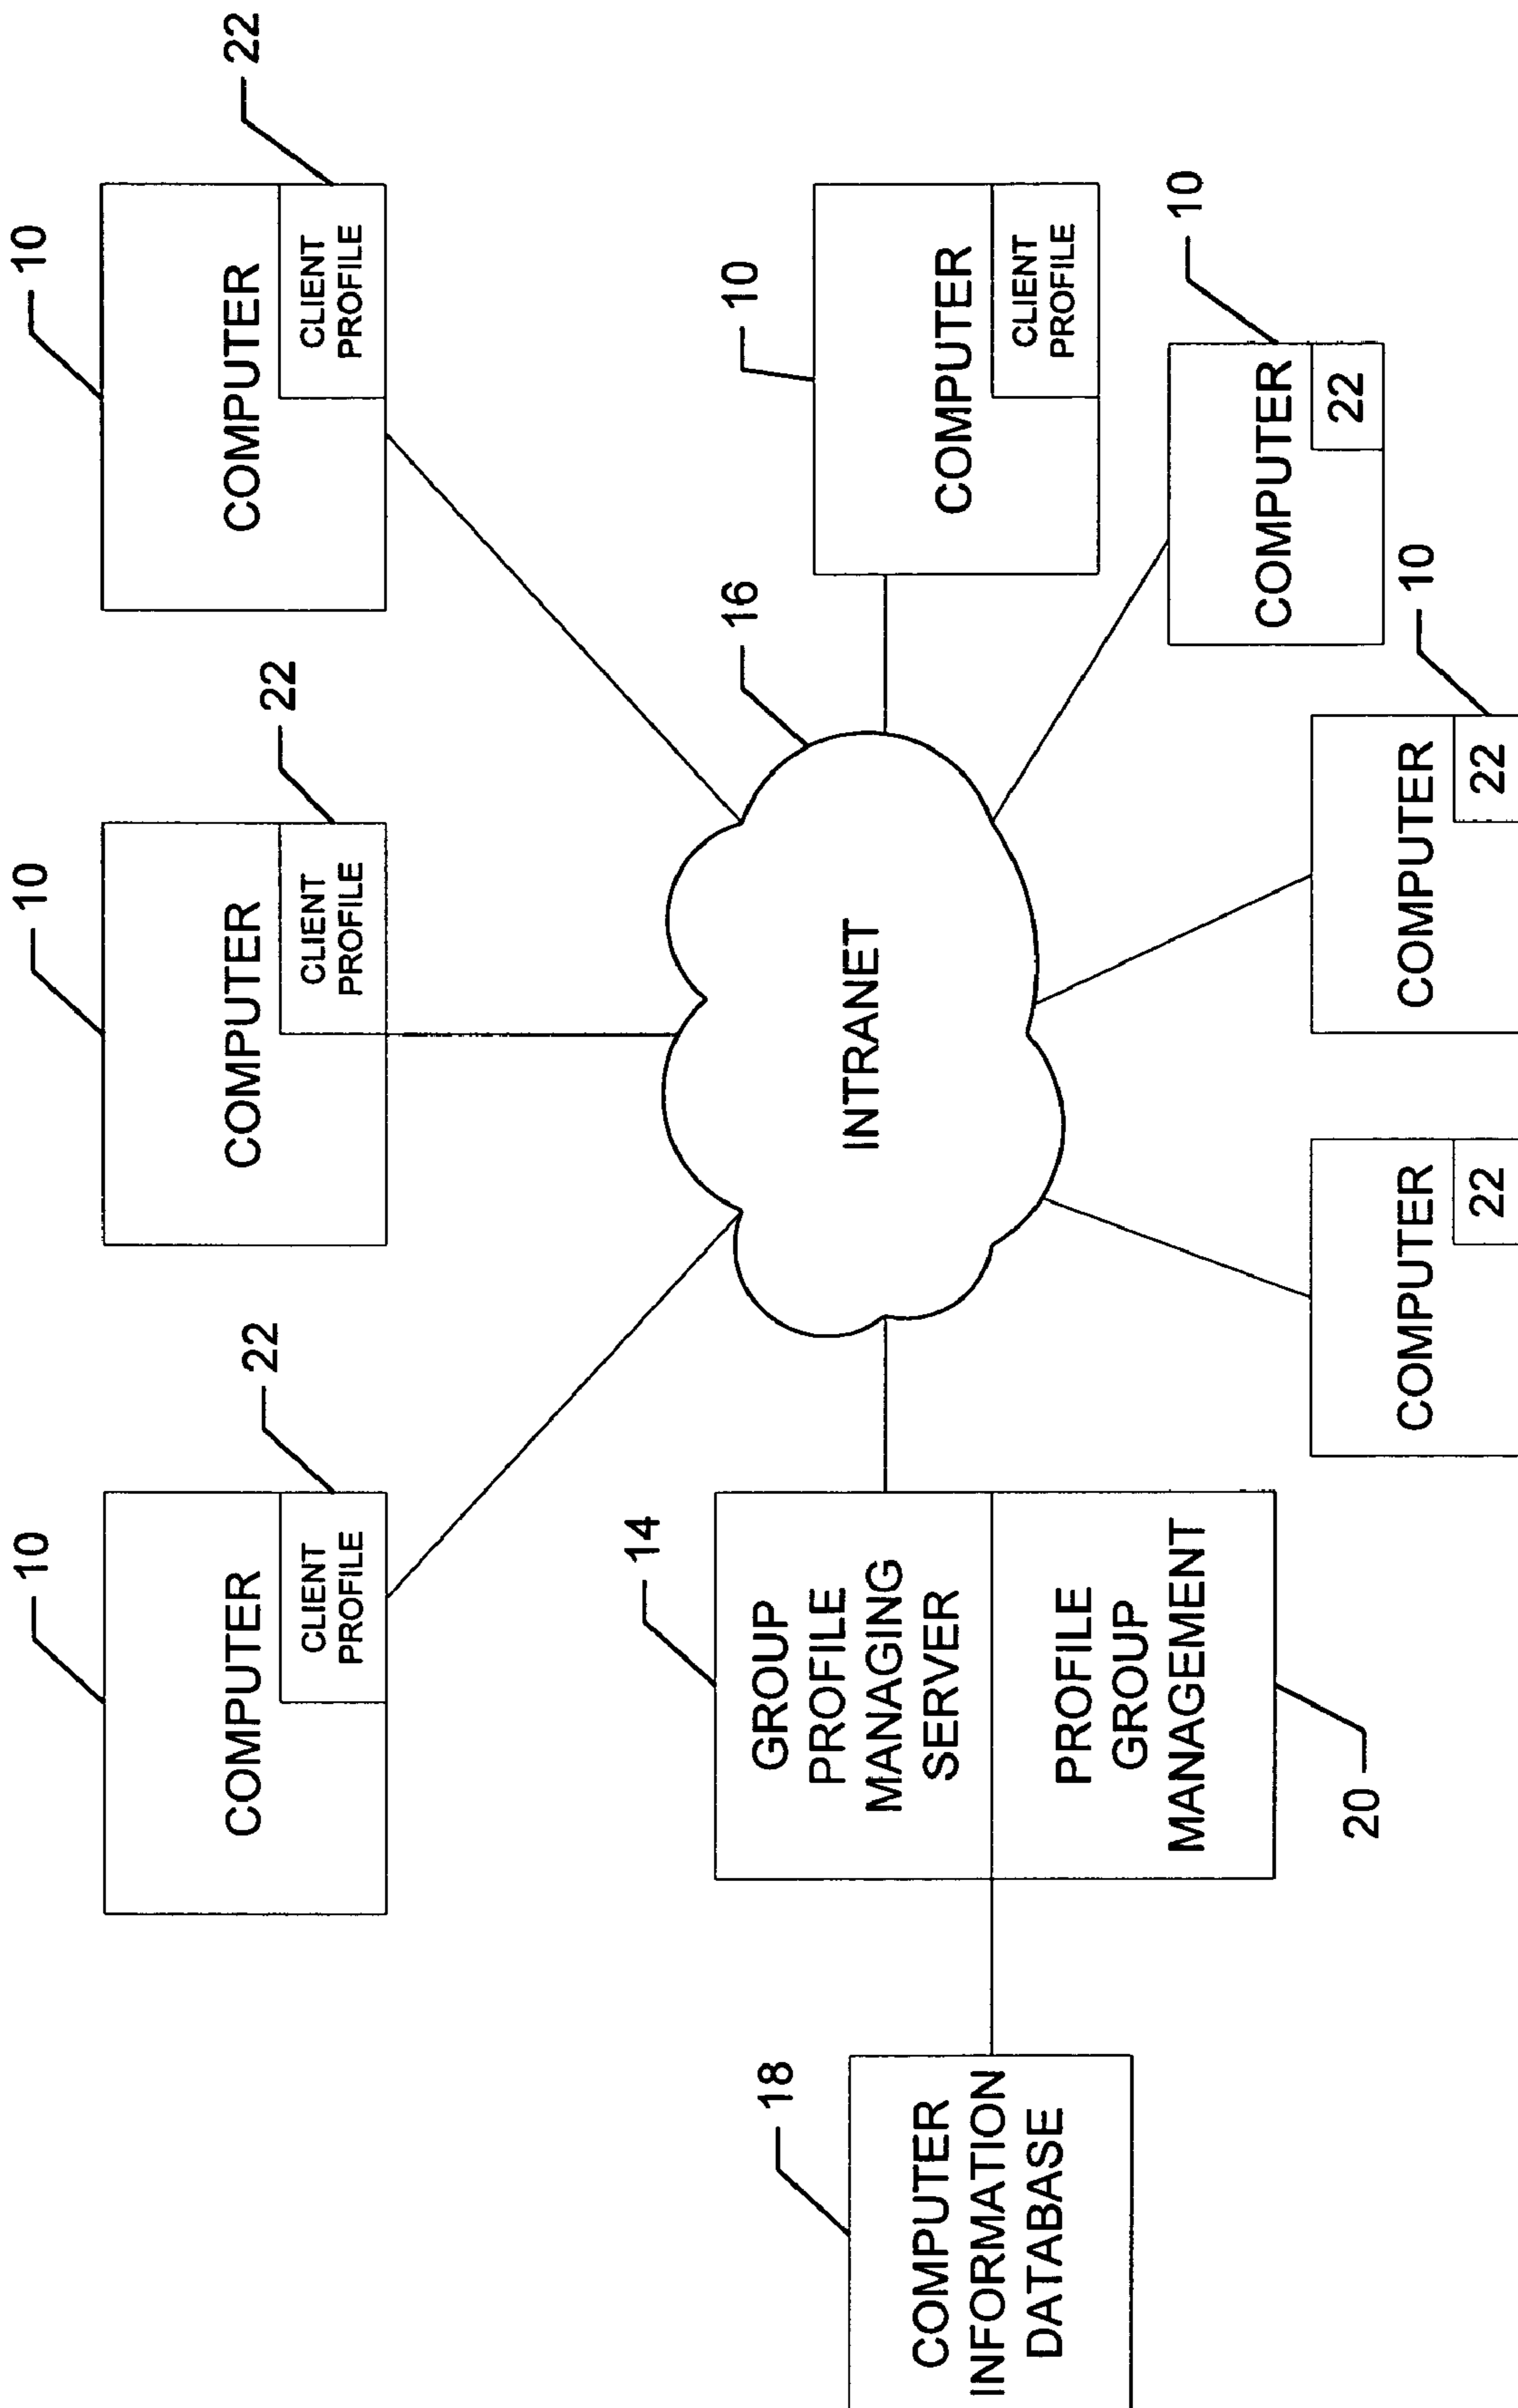 10
COMPUTER
22
CLIENT
PROFILE
10
COMPUTER
22
CLIENT
PROFILE
10
COMPUTER
22
CLIENT
PROFILE
18
COMPUTER
INFORMATION
DATABASE
14
GROUP
PROFILE
MANAGING
SERVER
PROFILE
GROUP
MANAGEMENT
20
16
INTRANET
10
COMPUTER
CLIENT
PROFILE
COMPUTER
22
10
COMPUTER
22
10
COMPUTER
22